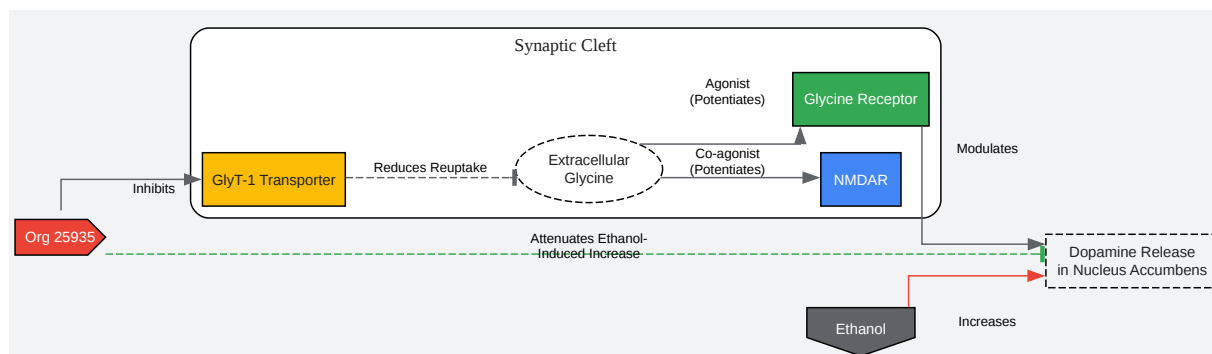 Synaptic Cleft
Agonist
(Potentiates)
Glycine Receptor
Reduces Reuptake
Extracellular
Glycine
Co-agonist
(Potentiates)
Modulates
GlyT-1 Transporter
NMDAR
Inhibits
Org 25935
Attenuates Ethanol-
Induced Increase
Dopamine Release
in Nucleus Accumbens
Ethanol
Increases